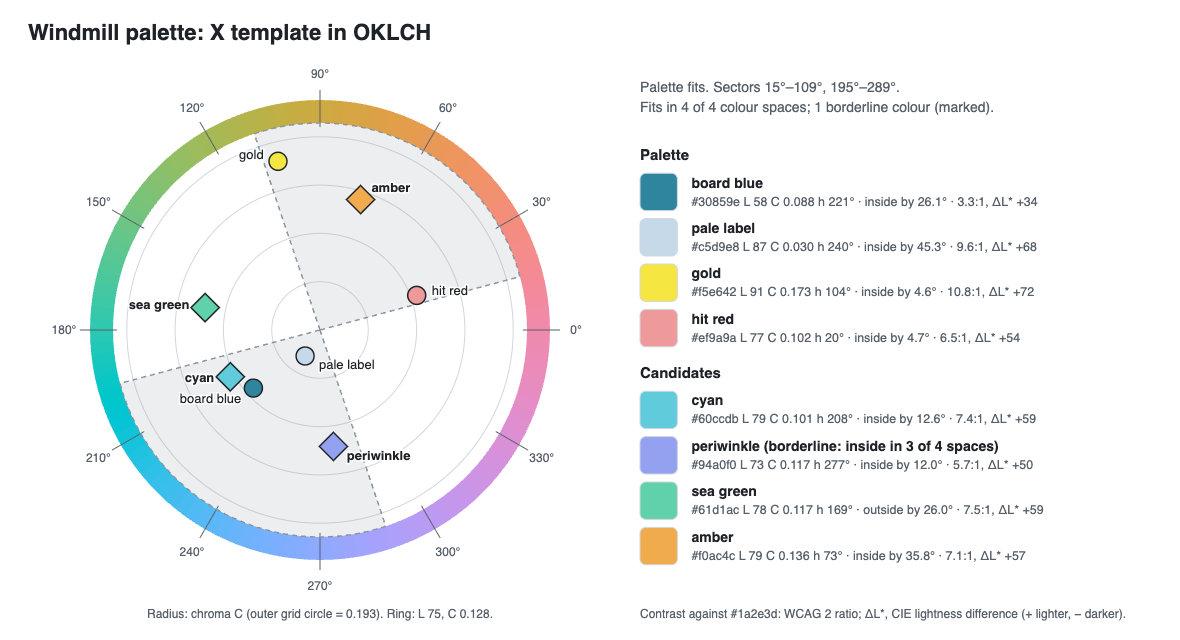 Windmill palette: X template in OKLCH
90°
120°
60°
150°
30°
180°
0°
210°
330°
240°
300°
270°
gold
amber
hit red
sea green
pale label
cyan
board blue
periwinkle
Radius: chroma C (outer grid circle = 0.193). Ring: L 75, C 0.128.
Palette fits. Sectors 15°–109°, 195°–289°.
Fits in 4 of 4 colour spaces; 1 borderline colour (marked).
Palette
board blue
#30859e L 58 C 0.088 h 221° · inside by 26.1° · 3.3:1, ΔL* +34
pale label
#c5d9e8 L 87 C 0.030 h 240° · inside by 45.3° · 9.6:1, ΔL* +68
gold
#f5e642 L 91 C 0.173 h 104° · inside by 4.6° · 10.8:1, ΔL* +72
hit red
#ef9a9a L 77 C 0.102 h 20° · inside by 4.7° · 6.5:1, ΔL* +54
Candidates
cyan
#60ccdb L 79 C 0.101 h 208° · inside by 12.6° · 7.4:1, ΔL* +59
periwinkle (borderline: inside in 3 of 4 spaces)
#94a0f0 L 73 C 0.117 h 277° · inside by 12.0° · 5.7:1, ΔL* +50
sea green
#61d1ac L 78 C 0.117 h 169° · outside by 26.0° · 7.5:1, ΔL* +59
amber
#f0ac4c L 79 C 0.136 h 73° · inside by 35.8° · 7.1:1, ΔL* +57
Contrast against #1a2e3d: WCAG 2 ratio; ΔL*, CIE lightness difference (+ lighter, − darker).